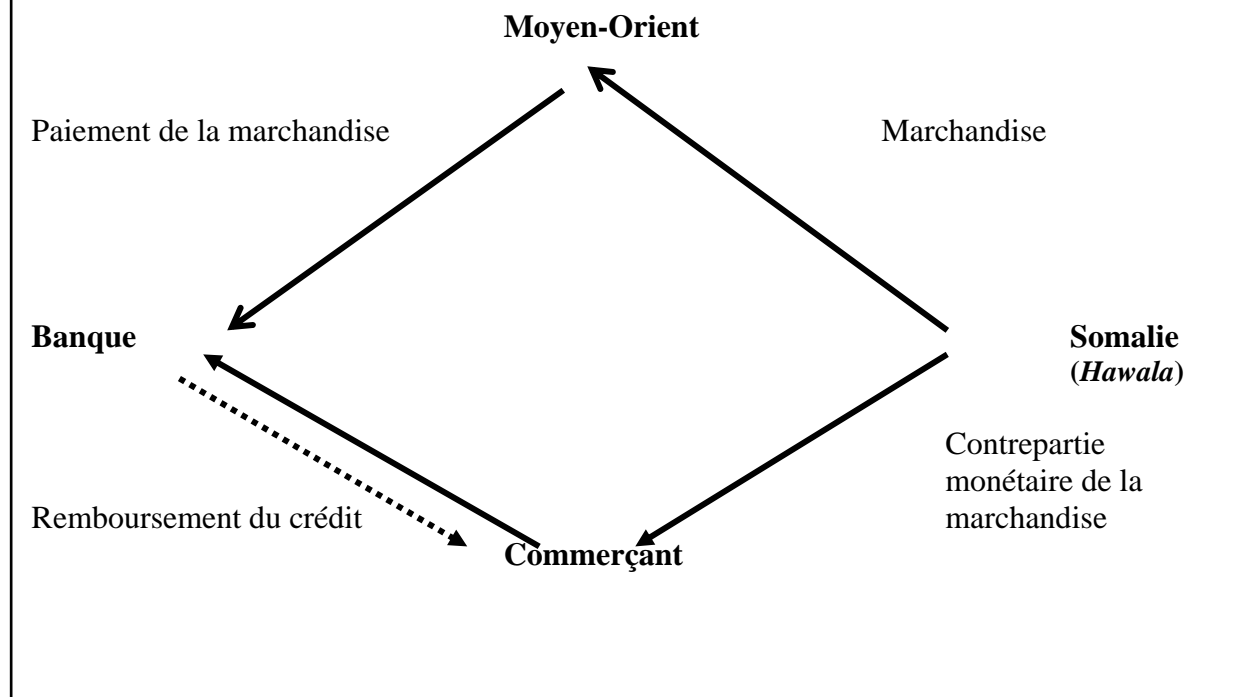 Moyen-Orient
Paiement de la marchandise
Marchandise
Banque
Somalie
(Hawala)
Contrepartie
monétaire de la
marchandise
Remboursement du crédit
Commerçant